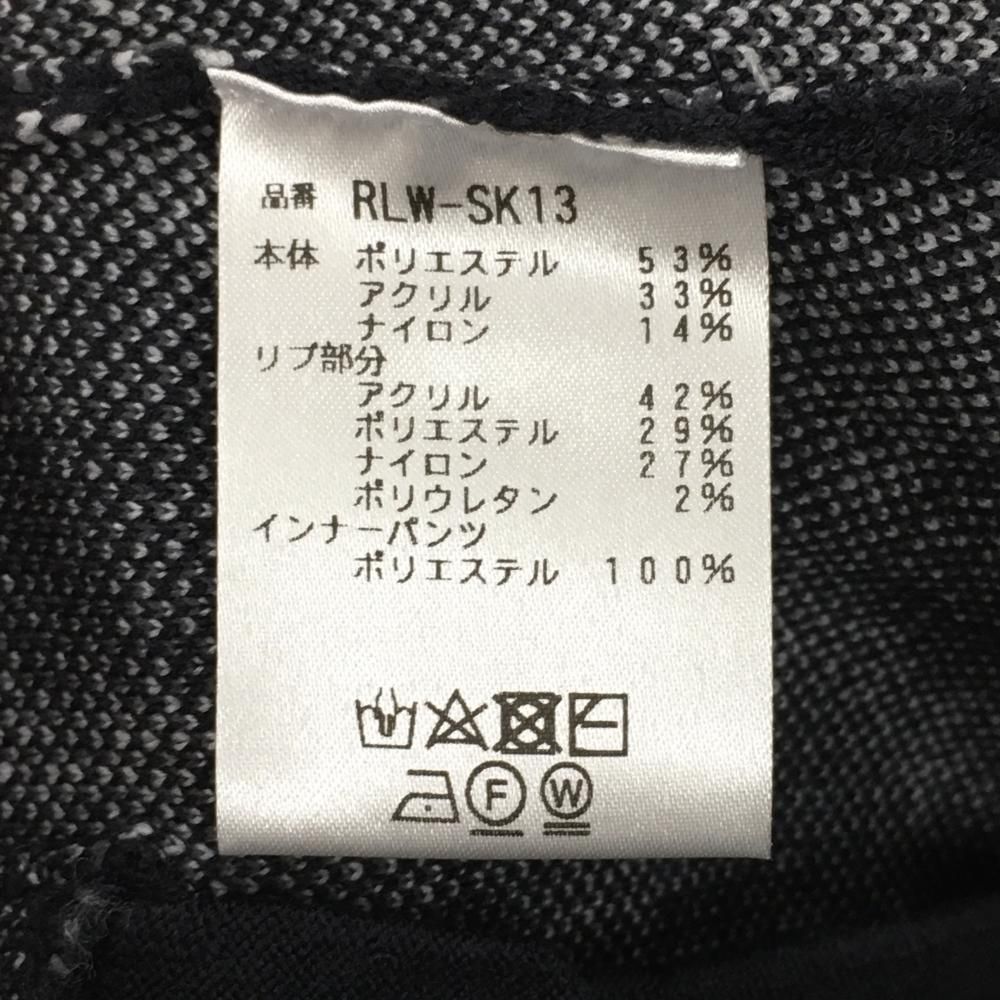 品番 RLW-SK13
本体 ポリエステル 53%
アクリル 33%
ナイロン 14%
リブ部分
アクリル 42%
ポリエステル 29%
ナイロン 27%
ポリウレタン 2%
インナーパンツ
ポリエステル 100%
F W